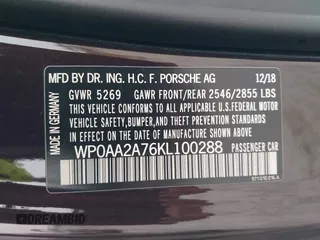 MFD BY DR. ING. H. C. F. PORSCHE AG 12/18
GVWR 5269 GAWR FRONT/REAR 2546/2855 LBS
THIS VEHICLE CONFORMS TO ALL APPLICABLE
U.S. FEDERAL MOTOR VEHICLE SAFETY, BUMPER
AND THEFT PREVENTION STANDARDS IN EFFECT
ON THE DATE OF MANUFACTURE SHOWN ABOVE.
WP0AA2A76KL100288 PASSENGER CAR
MADE IN GERMANY
DREAMBID